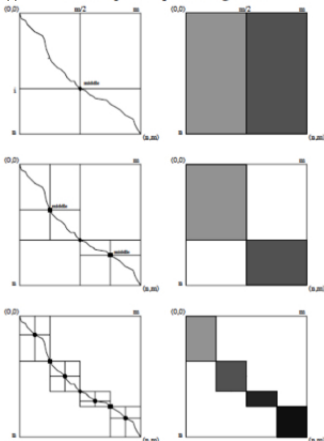 (0,0) m/2 m (0,0) m/2 m
middle
i
n (n,m) n (n,m)
(0,0) m (0,0) m
middle
middle
n (n,m) n (n,m)
(0,0) m (0,0) m
n (n,m) n (n,m)